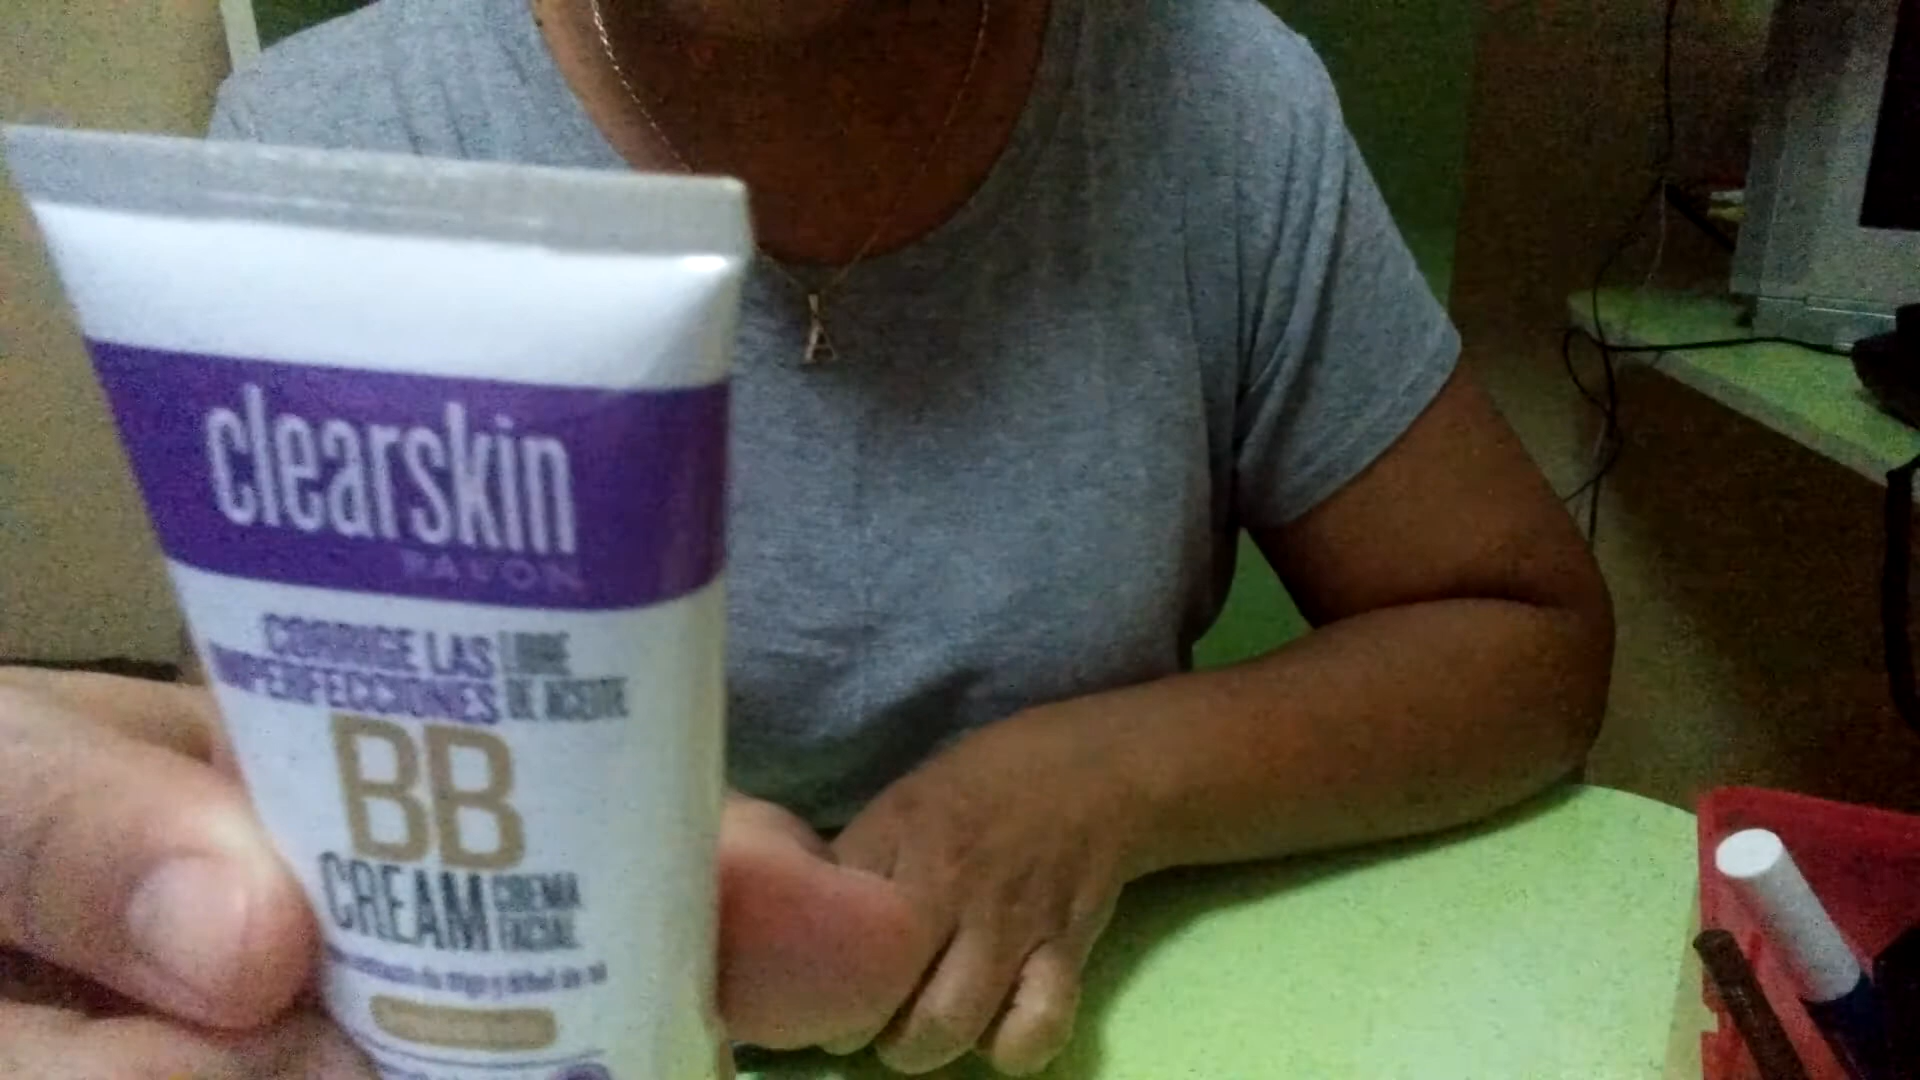 clearskin
AVON
CORRIGE LAS IMPERFECCIONES
LIBRE DE ACEITE
BB
CREAM
CREMA FACIAL
A